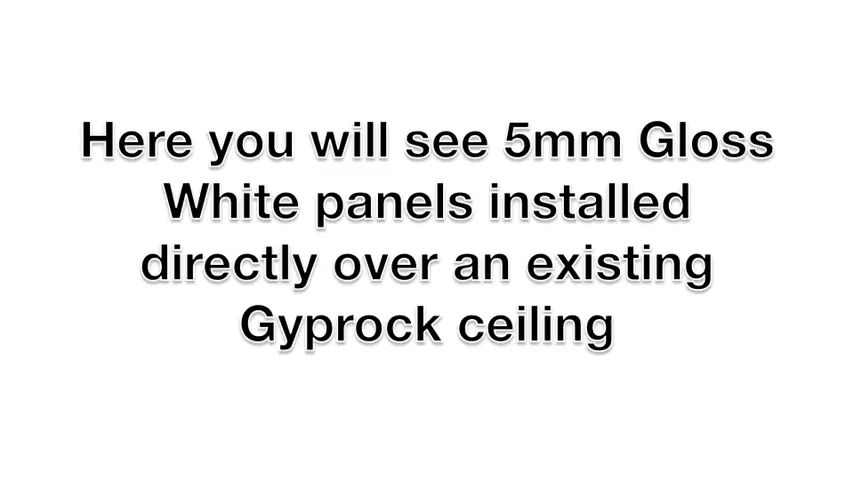 Here you will see 5mm Gloss
White panels installed
directly over an existing
Gyprock ceiling